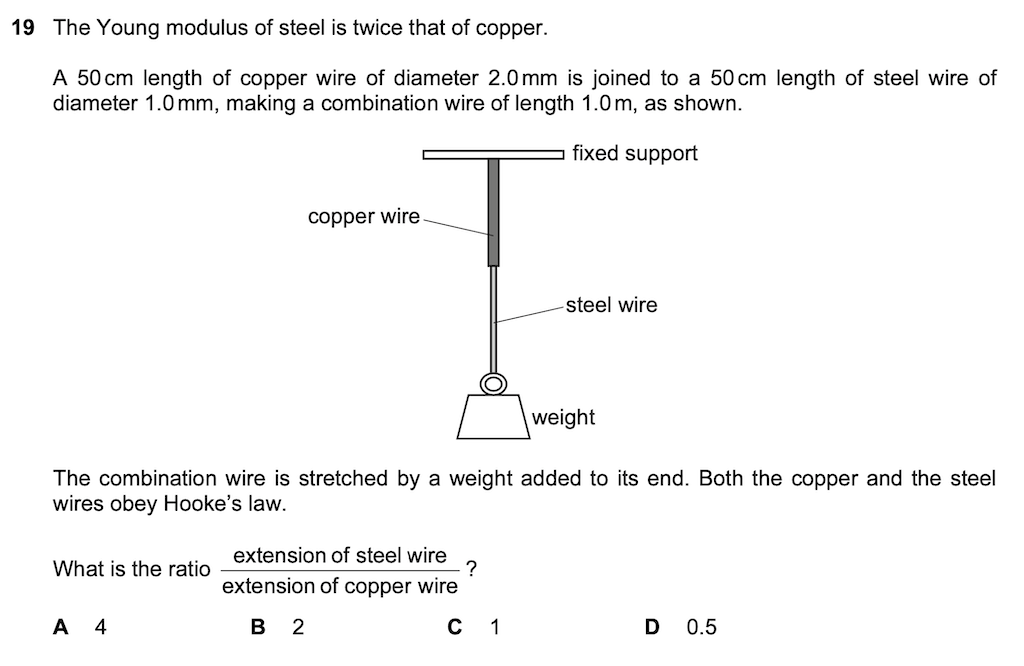 19 The Young modulus of steel is twice that of copper.
A 50 cm length of copper wire of diameter 2.0 mm is joined to a 50 cm length of steel wire of
diameter 1.0 mm, making a combination wire of length 1.0 m, as shown.
fixed support
copper wire
steel wire
weight
The combination wire is stretched by a weight added to its end. Both the copper and the steel
wires obey Hooke's law.
extension of steel wire
What is the ratio ?
extension of copper wire
A 4 B 2 C 1 D 0.5